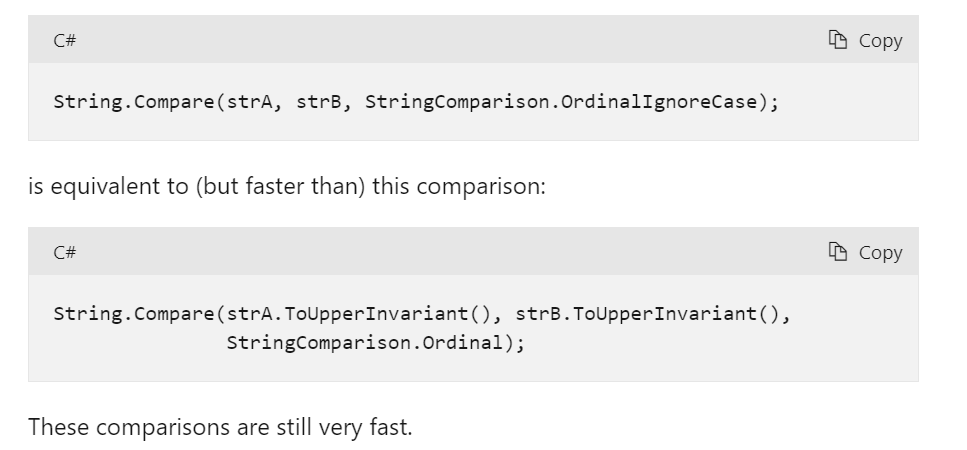 C# Copy
String.Compare(strA, strB, StringComparison.OrdinalIgnoreCase);
is equivalent to (but faster than) this comparison:
C# Copy
String.Compare(strA.ToUpperInvariant(), strB.ToUpperInvariant(),
StringComparison.Ordinal);
These comparisons are still very fast.